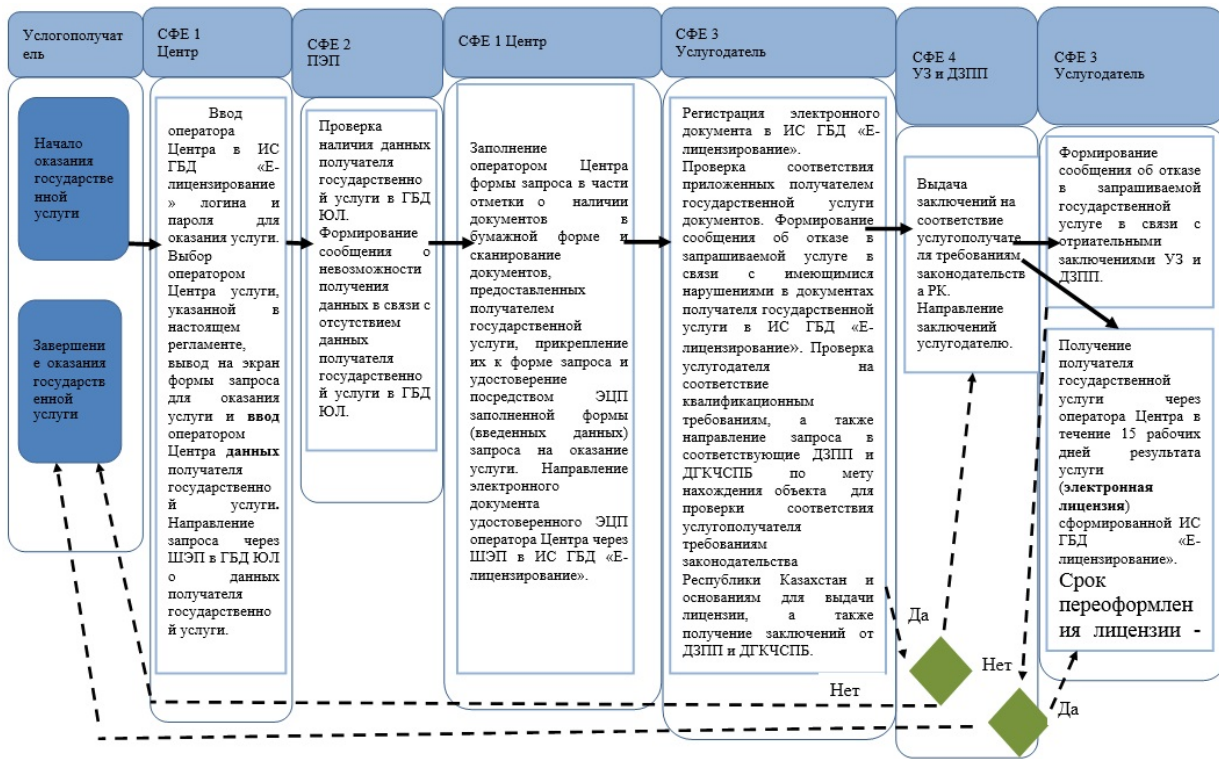 Услогополучат
ель
Начало
оказания
государстве
нной
услуги
Завершени
е оказания
государств
енной
услуги
СФЕ 1
Центр
Ввод
оператора
Центра в ИС
ГБД «Е-
лицензирование
» логина и
пароля для
оказания услуги.
Выбор
оператором
Центра услуги,
указанной в
настоящем
регламенте,
вывод на экран
формы запроса
для оказания
услуги и ввод
оператором
Центра данных
получателя
государственно
й услуги.
Направление
запроса через
ШЭП в ГБД ЮЛ
о данных
получателя
государственно
й услуги.
СФЕ 2
ПЭП
Проверка
наличия данных
получателя
государственно
й услуги в ГБД
ЮЛ.
Формирование
сообщения о
невозможности
получения
данных в связи с
отсутствием
данных
получателя
государственно
й услуги в ГБД
ЮЛ.
СФЕ 1 Центр
Заполнение
оператором Центра
формы запроса в части
отметки о наличии
документов в
бумажной форме и
сканирование
документов,
предоставленных
получателем
государственной
услуги, прикрепление
их к форме запроса и
удостоверение
посредством ЭЦП
заполненной формы
(введенных данных)
запроса на оказание
услуги. Направление
электронного
документа
удостоверенного ЭЦП
оператора Центра через
ШЭП в ИС ГБД «Е-
лицензирование».
СФЕ 3
Услугодатель
Регистрация электронного
документа в ИС ГБД «Е-
лицензирование».
Проверка соответствия
приложенных получателем
государственной услуги
документов. Формирование
сообщения об отказе в
запрашиваемой услуге в
связи с имеющимися
нарушениями в документах
получателя государственной
услуги в ИС ГБД «Е-
лицензирование». Проверка
услугодателя на
соответствие
квалификационным
требованиям, а также
направление запроса в
соответствующие ДЗПП и
ДГКЧСПБ по мету
нахождения объекта для
проверки соответствия
услугополучателя
требованиям
законодательства
Республики Казахстан и
основаниям для выдачи
лицензии, а также
получение заключений от
ДЗПП и ДГКЧСПБ.
СФЕ 4
УЗ и ДЗПП
Выдача
заключений на
соответствие
услугополучате
ля требованиям
законодательств
а РК.
Направление
заключений
услугодателю.
СФЕ 3
Услугодатель
Формирование
сообщения об отказе
в запрашиваемой
государственной
услуге в связи с
отриательными
заключениями УЗ и
ДЗПП.
Получение
получателя
государственной
услуги через
оператора Центра в
течение 15 рабочих
дней результата
услуги
(электронная
лицензия)
сформированной ИС
ГБД «Е-
лицензирование».
Срок
переоформлен
ия лицензии -
Да
Нет
Нет
Да